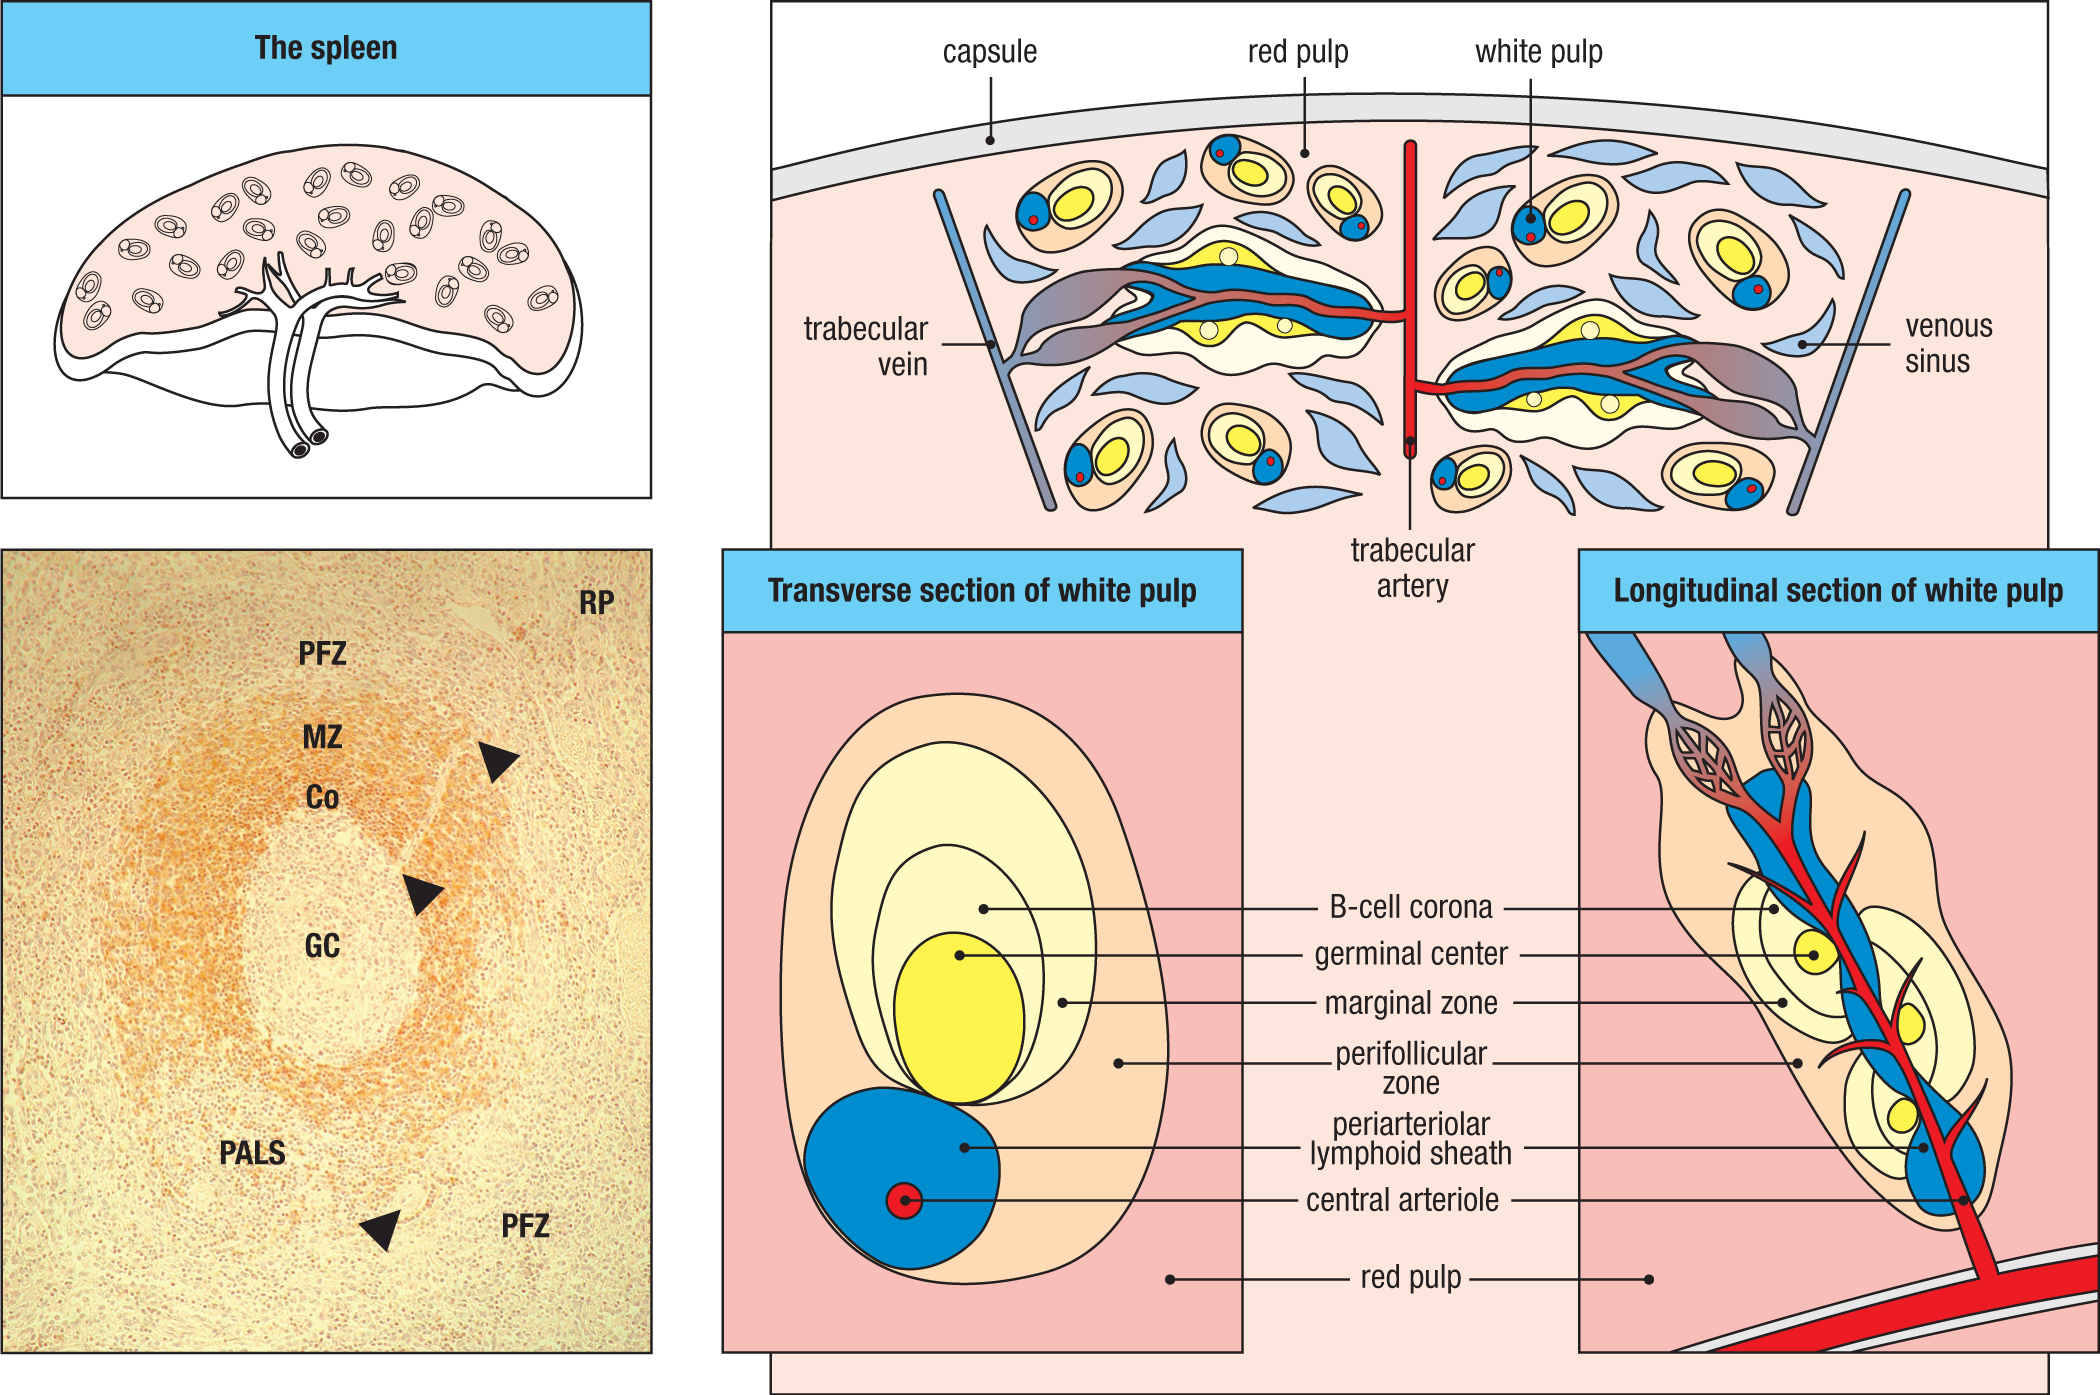 The spleen
capsule
red pulp
white pulp
trabecular
vein
venous
sinus
trabecular
artery
RP
PFZ
MZ
Co
GC
PALS
PFZ
Transverse section of white pulp
Longitudinal section of white pulp
B-cell corona
germinal center
marginal zone
perifollicular
zone
periarteriolar
lymphoid sheath
central arteriole
red pulp